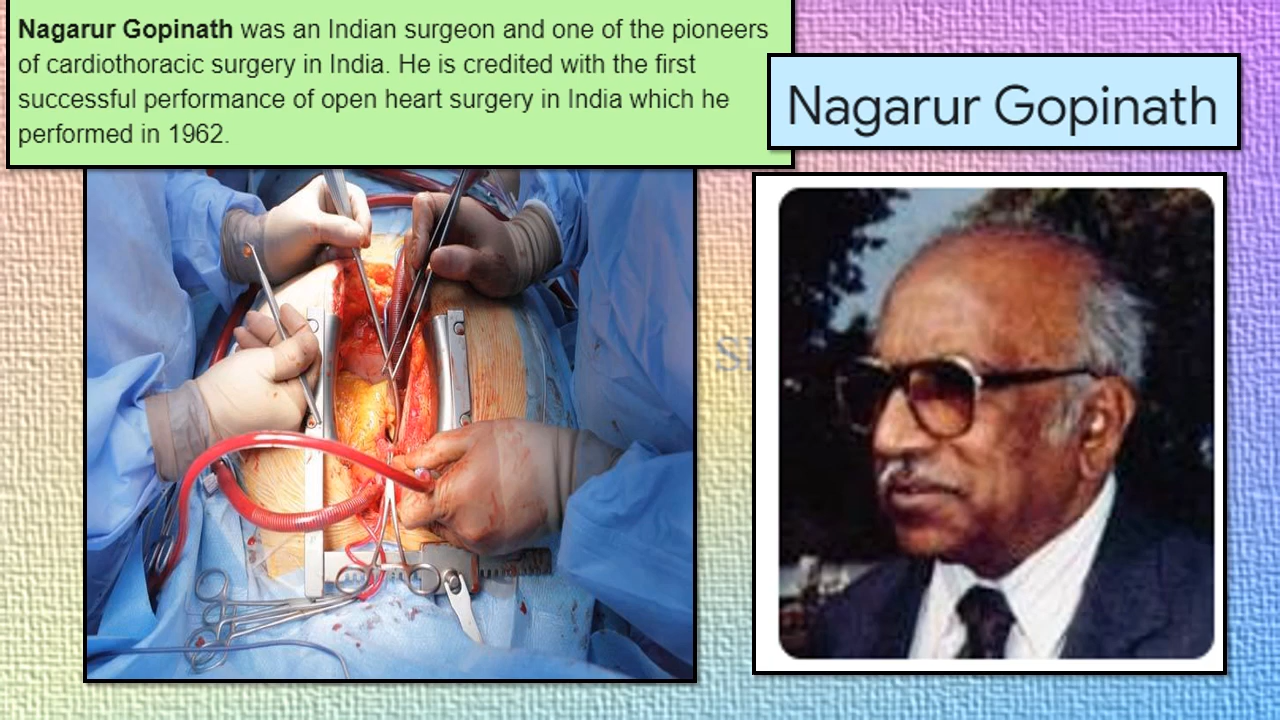 Nagarur Gopinath was an Indian surgeon and one of the pioneers
of cardiothoracic surgery in India. He is credited with the first
successful performance of open heart surgery in India which he
performed in 1962.
Nagarur Gopinath